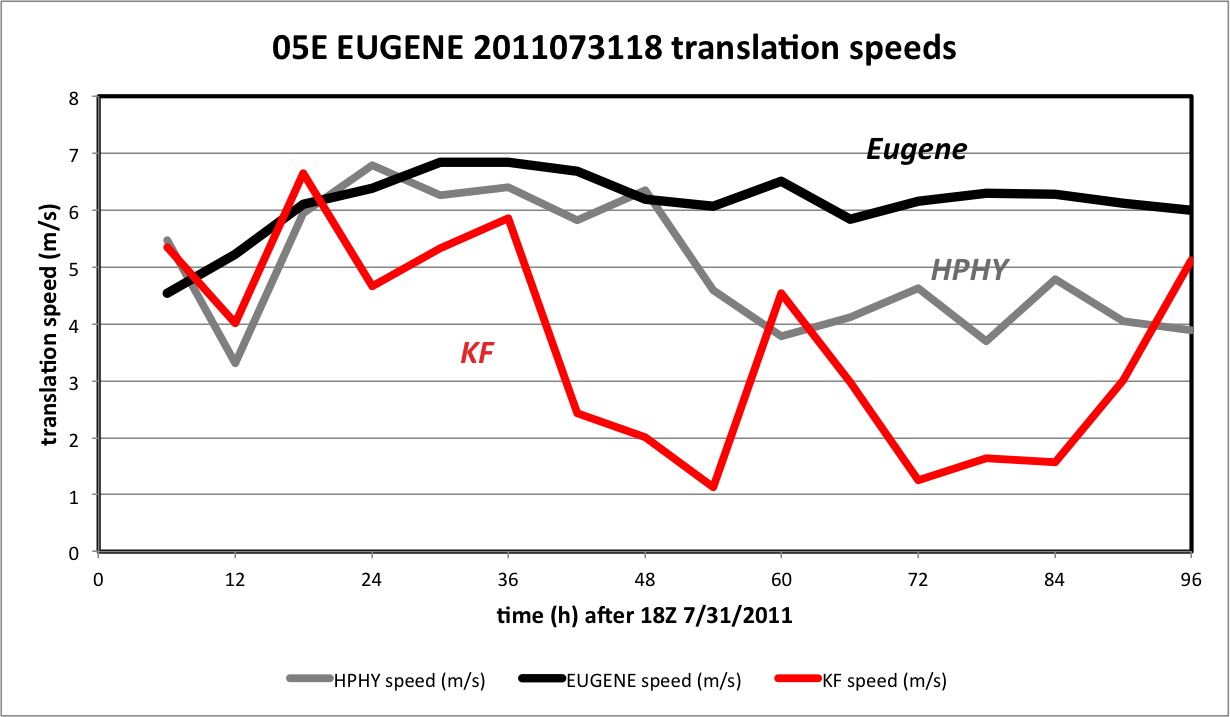 05E EUGENE 2011073118 translation speeds
8
7
6
5
4
3
2
1
0
translation speed (m/s)
Eugene
HPHY
KF
0 12 24 36 48 60 72 84 96
time (h) after 18Z 7/31/2011
HPHY speed (m/s) EUGENE speed (m/s) KF speed (m/s)